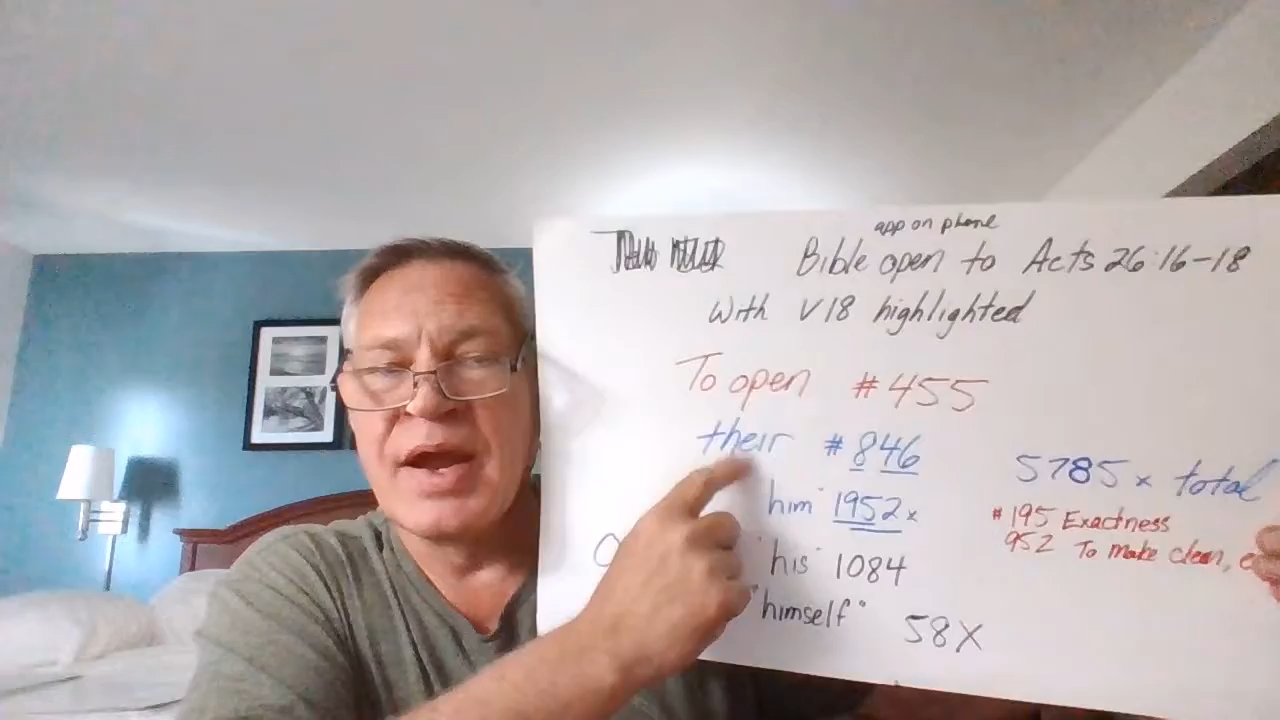 app on phone
Bible open to Acts 26:16-18
with v18 highlighted
To open #455
their #846
5785x total
"him" 1952x
#195 Exactness
952 To make clean,
"his" 1084
"himself" 58X